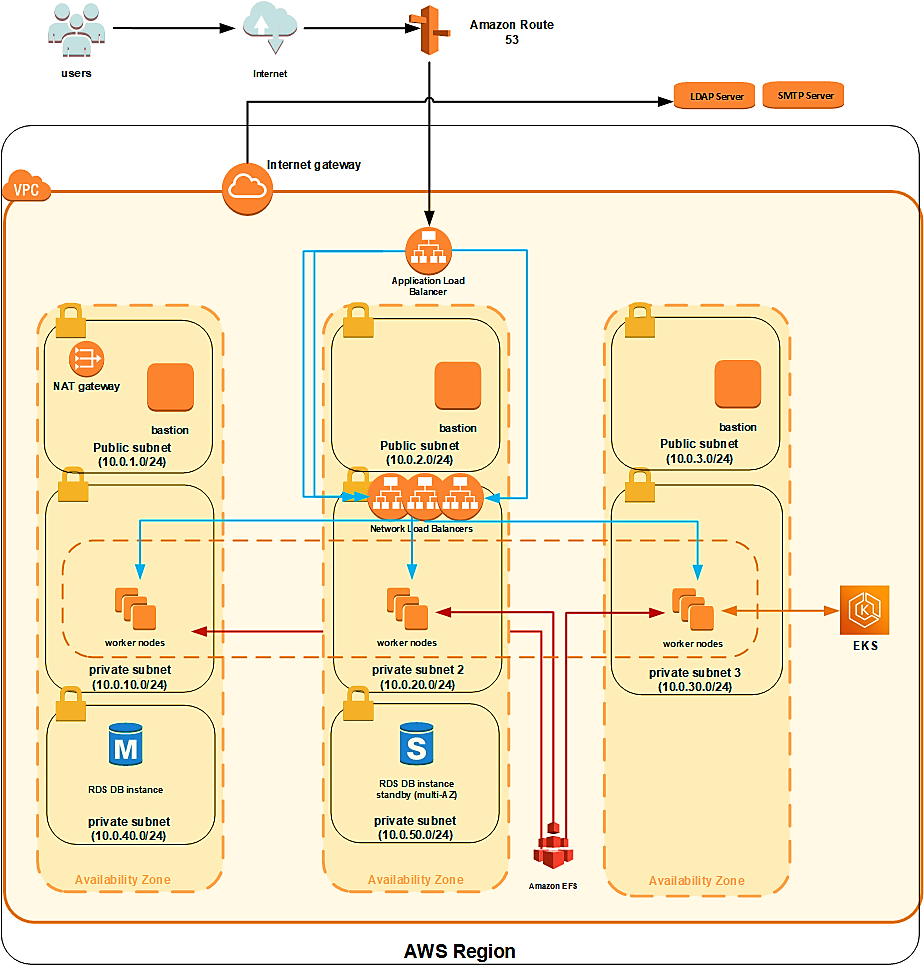 Amazon Route
53
users
Internet
LDAP Server
SMTP Server
Internet gateway
VPC
Application Load
Balancer
NAT gateway
bastion
Public subnet
(10.0.1.0/24)
bastion
Public subnet
(10.0.2.0/24)
bastion
Public subnet
(10.0.3.0/24)
Network Load Balancers
worker nodes
private subnet
(10.0.10.0/24)
worker nodes
private subnet 2
(10.0.20.0/24)
worker nodes
private subnet 3
(10.0.30.0/24)
K
EKS
M
RDS DB instance
private subnet
(10.0.40.0/24)
S
RDS DB instance
standby (multi-AZ)
private subnet
(10.0.50.0/24)
Amazon EFS
Availability Zone
Availability Zone
Availability Zone
AWS Region